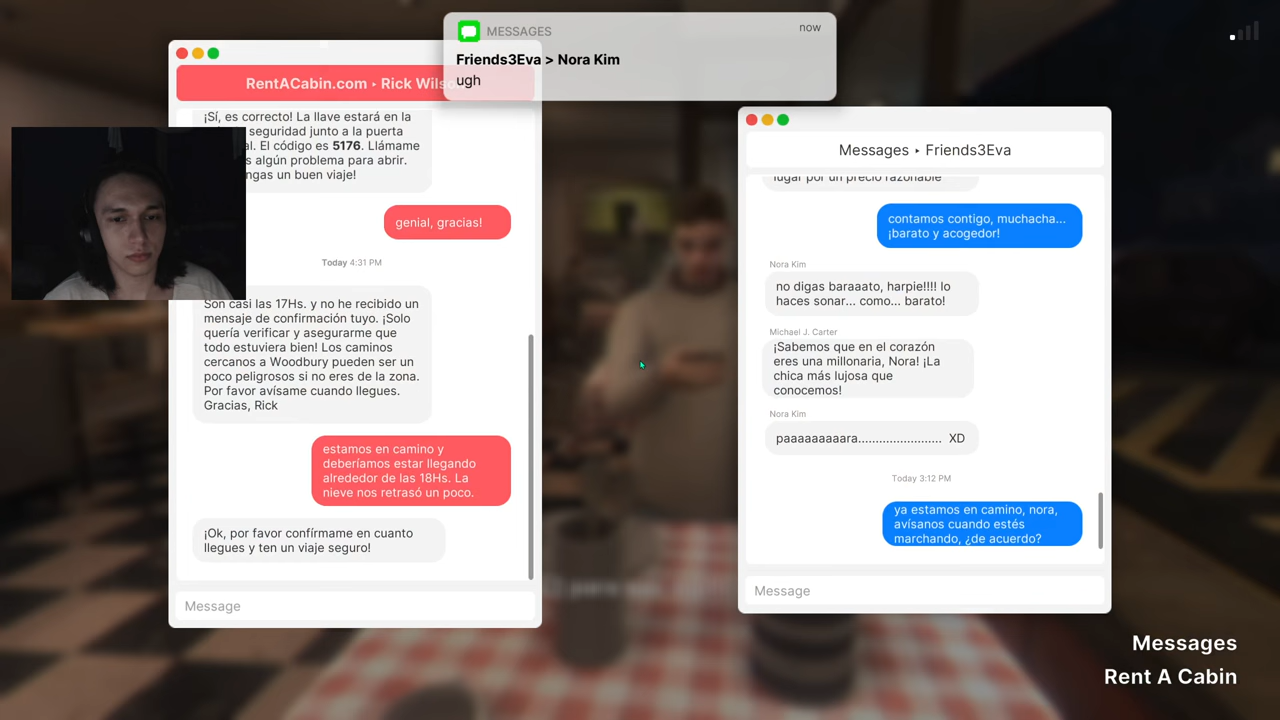 MESSAGES
now
Friends3Eva > Nora Kim
ugh
RentACabin.com ‣ Rick Wils
¡Sí, es correcto! La llave estará en la
seguridad junto a la puerta
al. El código es 5176. Llámame
s algún problema para abrir.
ngas un buen viaje!
genial, gracias!
Today 4:31 PM
Son casi las 17Hs. y no he recibido un
mensaje de confirmación tuyo. ¡Solo
quería verificar y asegurarme que
todo estuviera bien! Los caminos
cercanos a Woodbury pueden ser un
poco peligrosos si no eres de la zona.
Por favor avísame cuando llegues.
Gracias, Rick
estamos en camino y
deberíamos estar llegando
alrededor de las 18Hs. La
nieve nos retrasó un poco.
¡Ok, por favor confírmame en cuanto
llegues y ten un viaje seguro!
Message
Messages ‣ Friends3Eva
lugar por un precio razonable
contamos contigo, muchacha...
¡barato y acogedor!
Nora Kim
no digas baraaato, harpie!!!! lo
haces sonar... como... barato!
Michael J. Carter
¡Sabemos que en el corazón
eres una millonaria, Nora! ¡La
chica más lujosa que
conocemos!
Nora Kim
paaaaaaaaara....................... XD
Today 3:12 PM
ya estamos en camino, nora,
avísanos cuando estés
marchando, ¿de acuerdo?
Message
Messages
Rent A Cabin